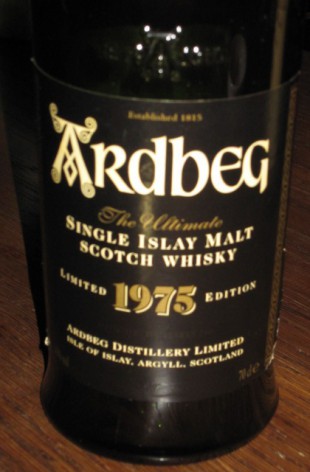 Established 1815
Ardbeg
The Ultimate
SINGLE ISLAY MALT
SCOTCH WHISKY
LIMITED 1975 EDITION
ARDBEG DISTILLERY LIMITED
ISLE OF ISLAY, ARGYLL, SCOTLAND
70cl e